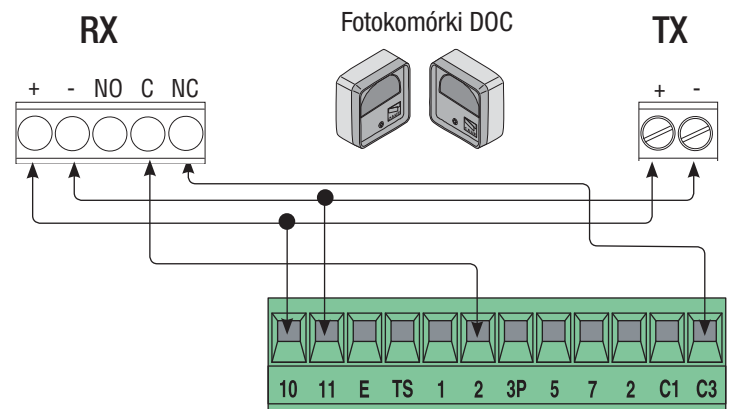 RX Fotokomórki DOC TX
+ - NO C NC + -
10 11 E TS 1 2 3P 5 7 2 C1 C3